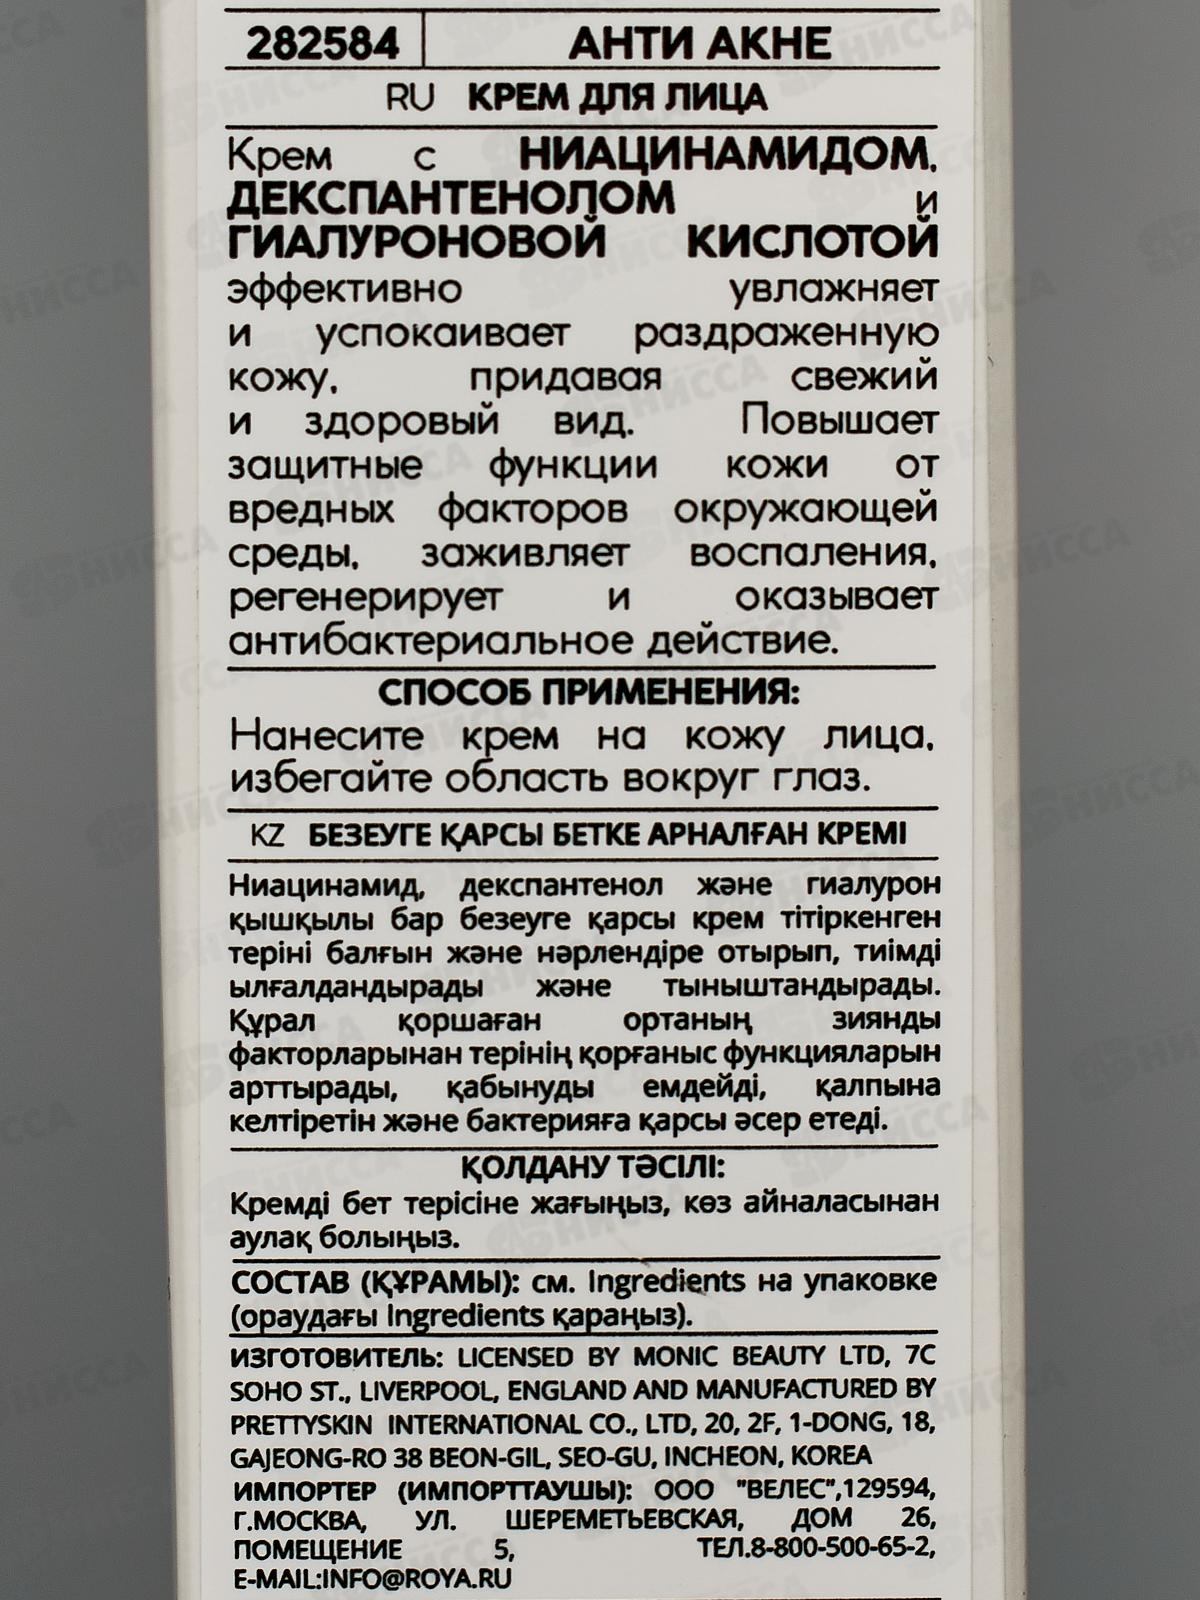 282584 АНТИ АКНЕ
RU КРЕМ ДЛЯ ЛИЦА
Крем с НИАЦИНАМИДОМ,
ДЕКСПАНТЕНОЛОМ и
ГИАЛУРОНОВОЙ КИСЛОТОЙ
эффективно увлажняет
и успокаивает раздраженную
кожу, придавая свежий
и здоровый вид. Повышает
защитные функции кожи от
вредных факторов окружающей
среды, заживляет воспаления,
регенерирует и оказывает
антибактериальное действие.
СПОСОБ ПРИМЕНЕНИЯ:
Нанесите крем на кожу лица,
избегайте область вокруг глаз.
KZ БЕЗЕУГЕ ҚАРСЫ БЕТКЕ АРНАЛҒАН КРЕМІ
Ниацинамид, декспантенол және гиалурон
қышқылы бар безеуге қарсы крем тітіркенген
теріні балғын және нәрлендіре отырып, тиімді
ылғалдандырады және тыныштандырады.
Құрал қоршаған ортаның зиянды
факторларынан терінің қорғаныс функцияларын
арттырады, қабынуды емдейді, қалпына
келтіретін және бактерияға қарсы әсер етеді.
ҚОЛДАНУ ТӘСІЛІ:
Кремді бет терісіне жағыңыз, көз айналасынан
аулақ болыңыз.
СОСТАВ (ҚҰРАМЫ): см. Ingredients на упаковке
(ораудағы Ingredients қараңыз).
ИЗГОТОВИТЕЛЬ: LICENSED BY MONIC BEAUTY LTD, 7C
SOHO ST., LIVERPOOL, ENGLAND AND MANUFACTURED BY
PRETTYSKIN INTERNATIONAL CO., LTD, 20, 2F, 1-DONG, 18,
GAJEONG-RO 38 BEON-GIL, SEO-GU, INCHEON, KOREA
ИМПОРТЕР (ИМПОРТТАУШЫ): ООО "ВЕЛЕС",129594,
Г.МОСКВА, УЛ. ШЕРЕМЕТЬЕВСКАЯ, ДОМ 26,
ПОМЕЩЕНИЕ 5, ТЕЛ.8-800-500-65-2,
E-MAIL:INFO@ROYA.RU